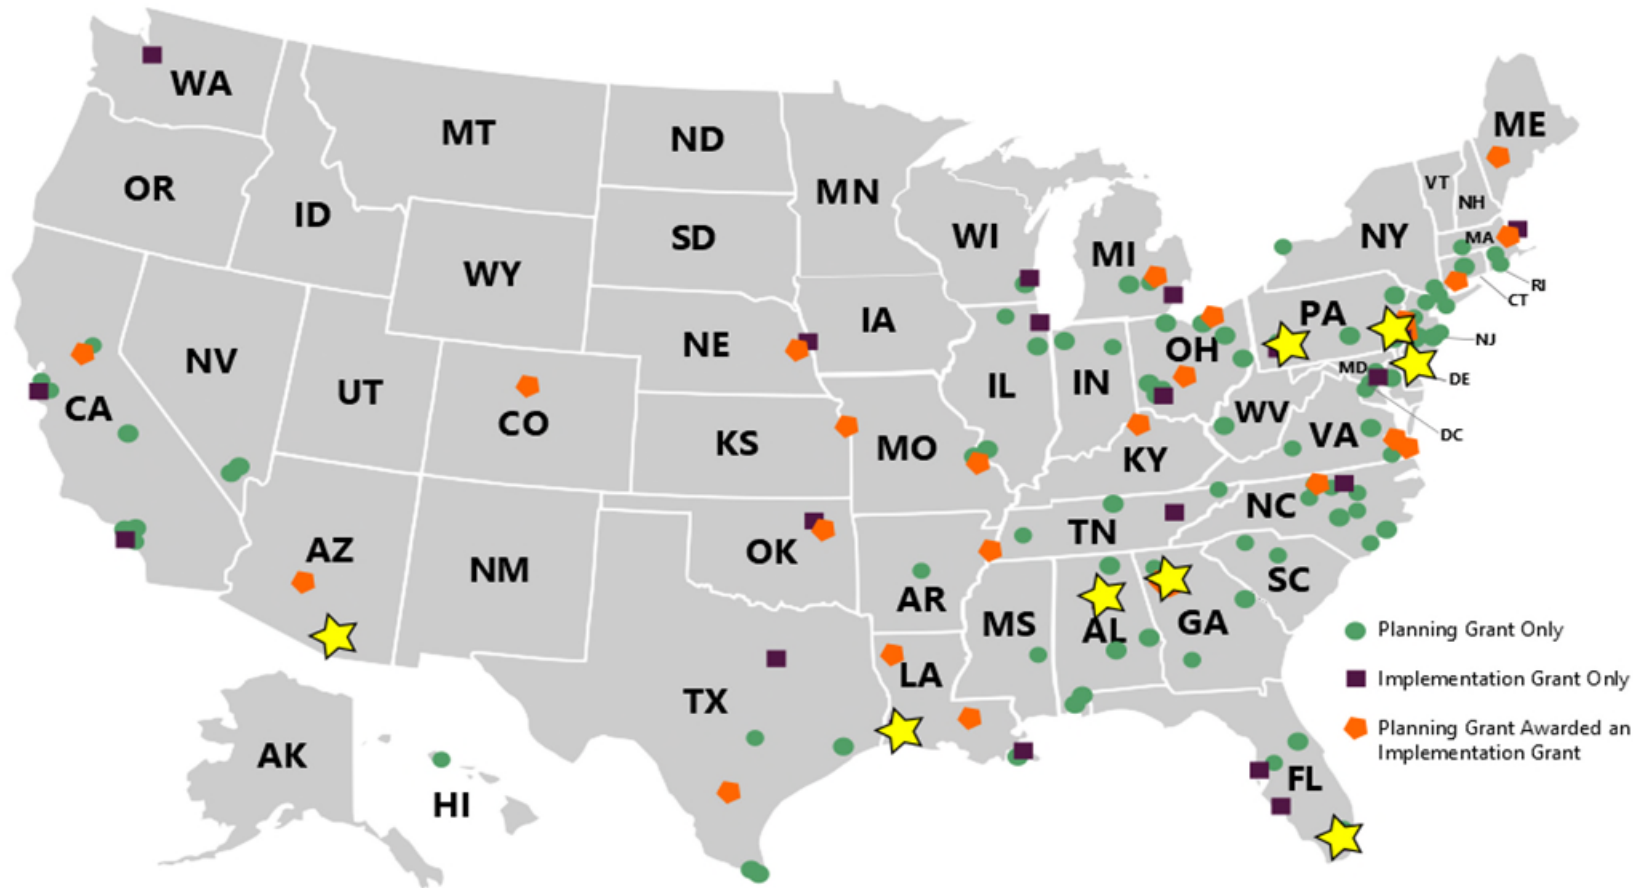 WA
MT
ND
MN
ME
OR
ID
SD
WI
MI
NY
VT
NH
MA
WY
RI
CT
NE
IA
PA
NJ
NV
UT
CO
IL
IN
OH
MD
DE
CA
KS
MO
WV
VA
DC
KY
AZ
NM
OK
TN
NC
AR
SC
MS
AL
GA
Planning Grant Only
Implementation Grant Only
Planning Grant Awarded an
Implementation Grant
TX
LA
AK
HI
FL